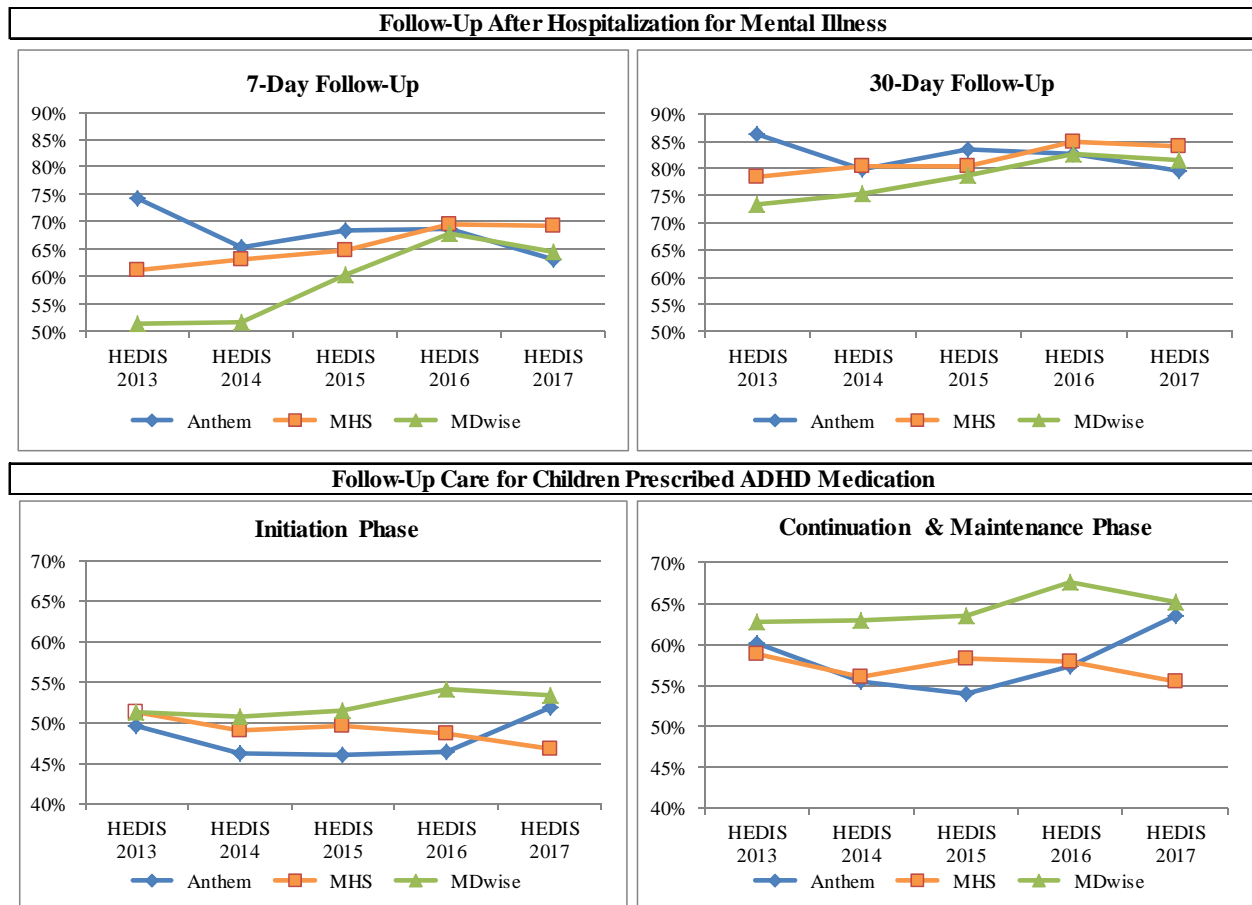 Follow-Up After Hospitalization for Mental Illness
7-Day Follow-Up
90%
85%
80%
75%
70%
65%
60%
55%
50%
HEDIS 2013
HEDIS 2014
HEDIS 2015
HEDIS 2016
HEDIS 2017
Anthem MHS MDwise
30-Day Follow-Up
90%
85%
80%
75%
70%
65%
60%
55%
50%
HEDIS 2013
HEDIS 2014
HEDIS 2015
HEDIS 2016
HEDIS 2017
Anthem MHS MDwise
Follow-Up Care for Children Prescribed ADHD Medication
Initiation Phase
70%
65%
60%
55%
50%
45%
40%
HEDIS 2013
HEDIS 2014
HEDIS 2015
HEDIS 2016
HEDIS 2017
Anthem MHS MDwise
Continuation & Maintenance Phase
70%
65%
60%
55%
50%
45%
40%
HEDIS 2013
HEDIS 2014
HEDIS 2015
HEDIS 2016
HEDIS 2017
Anthem MHS MDwise